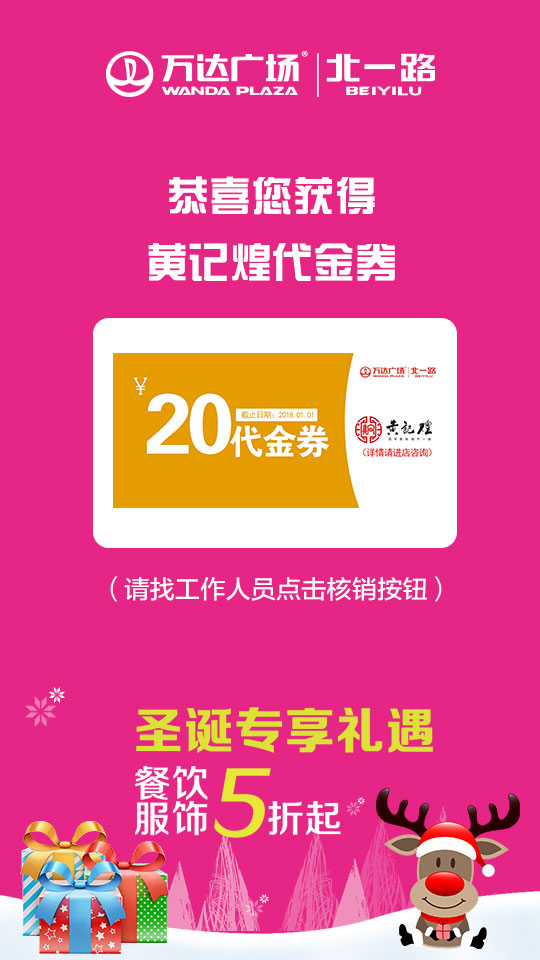 万达广场® 北一路
WANDA PLAZA BEIYILU
恭喜您获得
黄记煌代金券
¥20代金券
截止日期：2018.01.01
万达广场 北一路
WANDA PLAZA BEIYILU
黄记煌
（详情请进店咨询）
（请找工作人员点击核销按钮）
圣诞专享礼遇
餐饮
服饰5折起